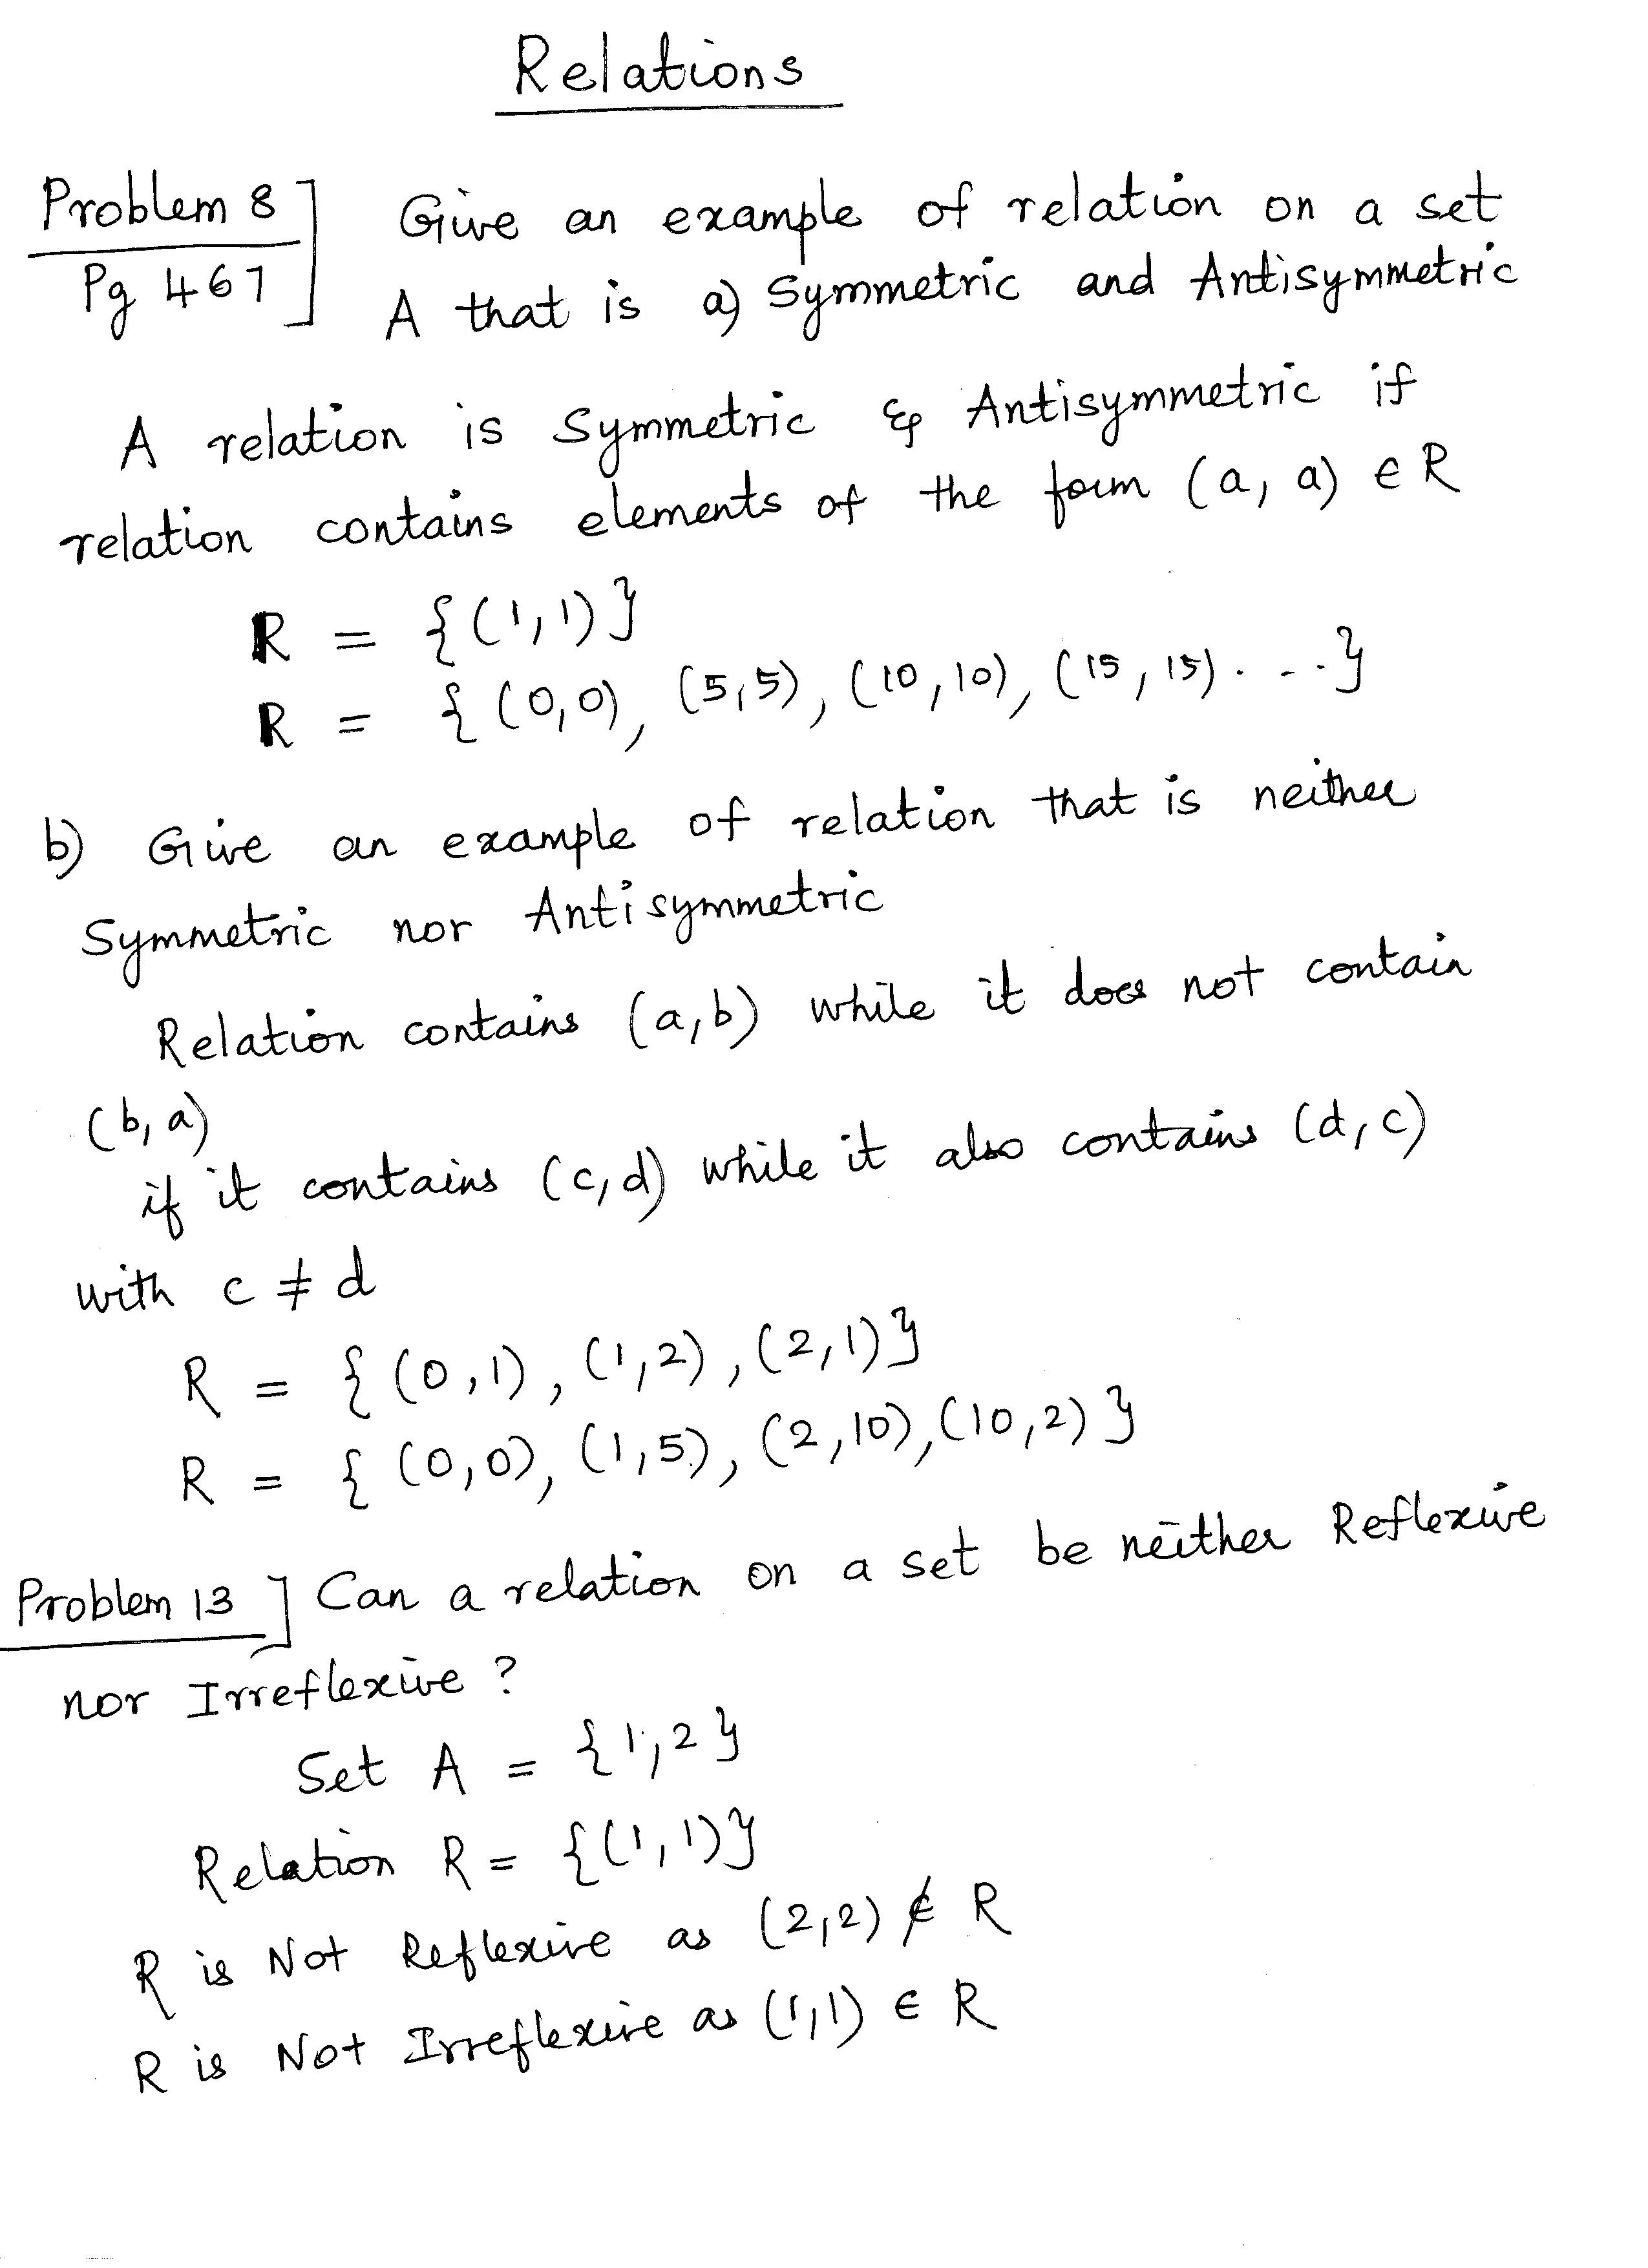 Relations
Problem 8
Pg 467
Give an example of relation on a set
A that is a) Symmetric and Antisymmetric
A relation is Symmetric & Antisymmetric if
relation contains elements of the form (a, a) ∈ R
R = {(1,1)}
R = {(0,0), (5,5), (10,10), (15,15)....}
b) Give an example of relation that is neither
Symmetric nor Antisymmetric
Relation contains (a,b) while it does not contain
(b,a)
if it contains (c,d) while it also contains (d,c)
with c ≠ d
R = {(0,1), (1,2), (2,1)}
R = {(0,0), (1,5), (2,10), (10,2)}
Problem 13] Can a relation on a set be neither Reflexive
nor Irreflexive?
Set A = {1,2}
Relation R = {(1,1)}
R is Not Reflexive as (2,2) ∉ R
R is Not Irreflexive as (1,1) ∈ R